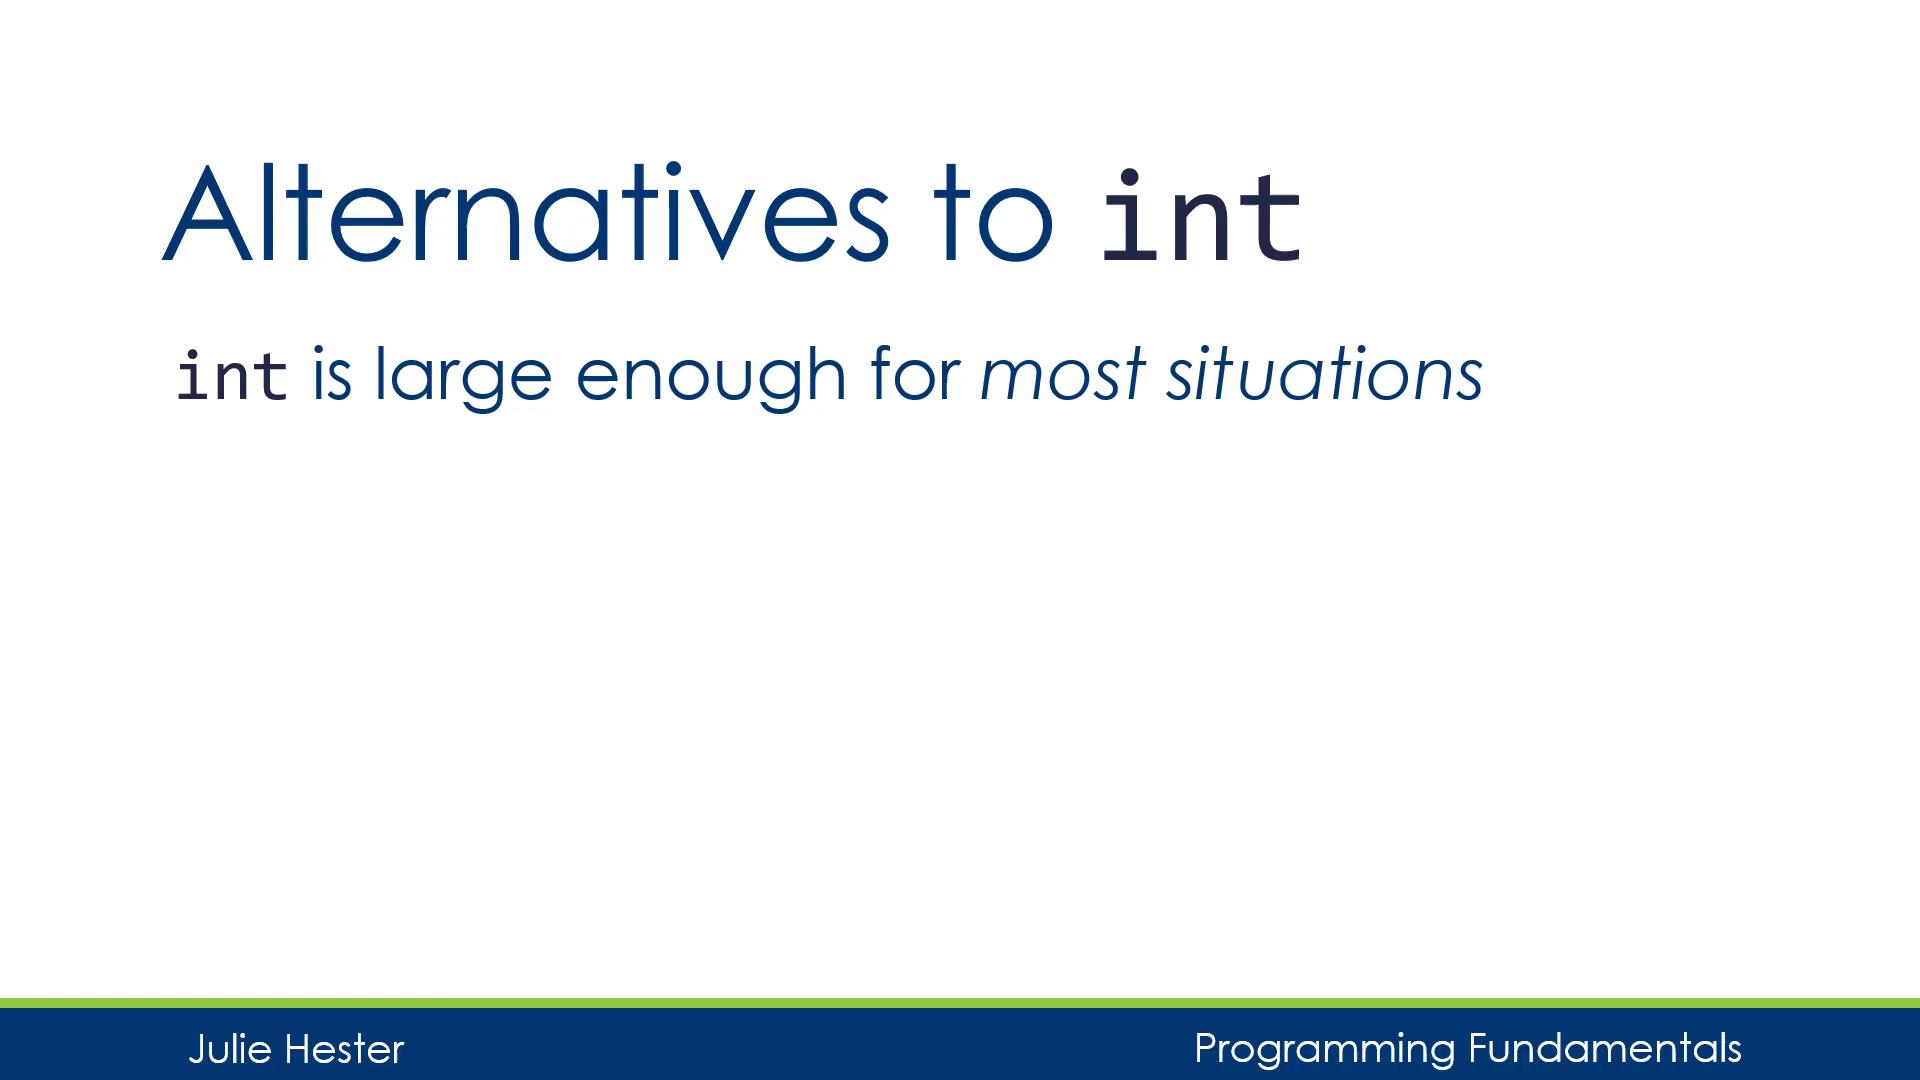 Alternatives to int
int is large enough for most situations
Julie Hester
Programming Fundamentals